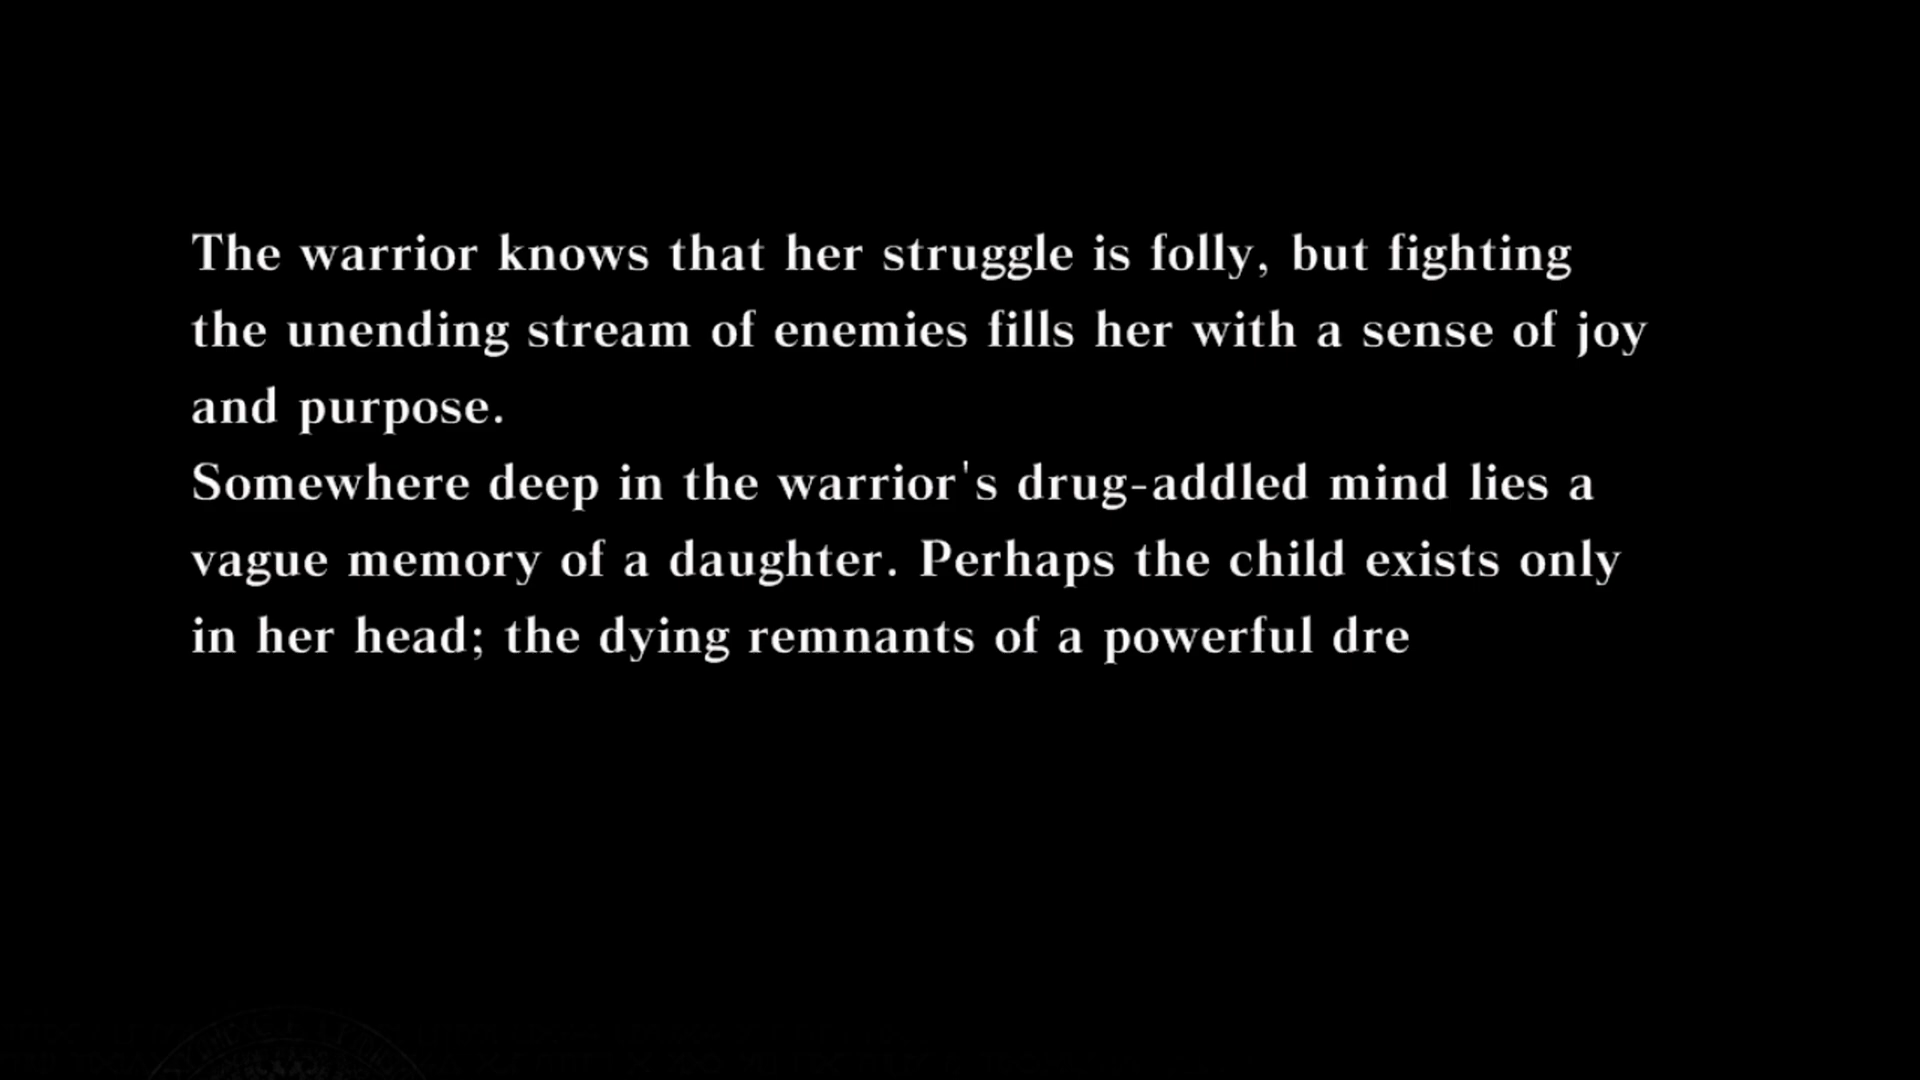 The warrior knows that her struggle is folly, but fighting
the unending stream of enemies fills her with a sense of joy
and purpose.
Somewhere deep in the warrior's drug-addled mind lies a
vague memory of a daughter. Perhaps the child exists only
in her head; the dying remnants of a powerful dre